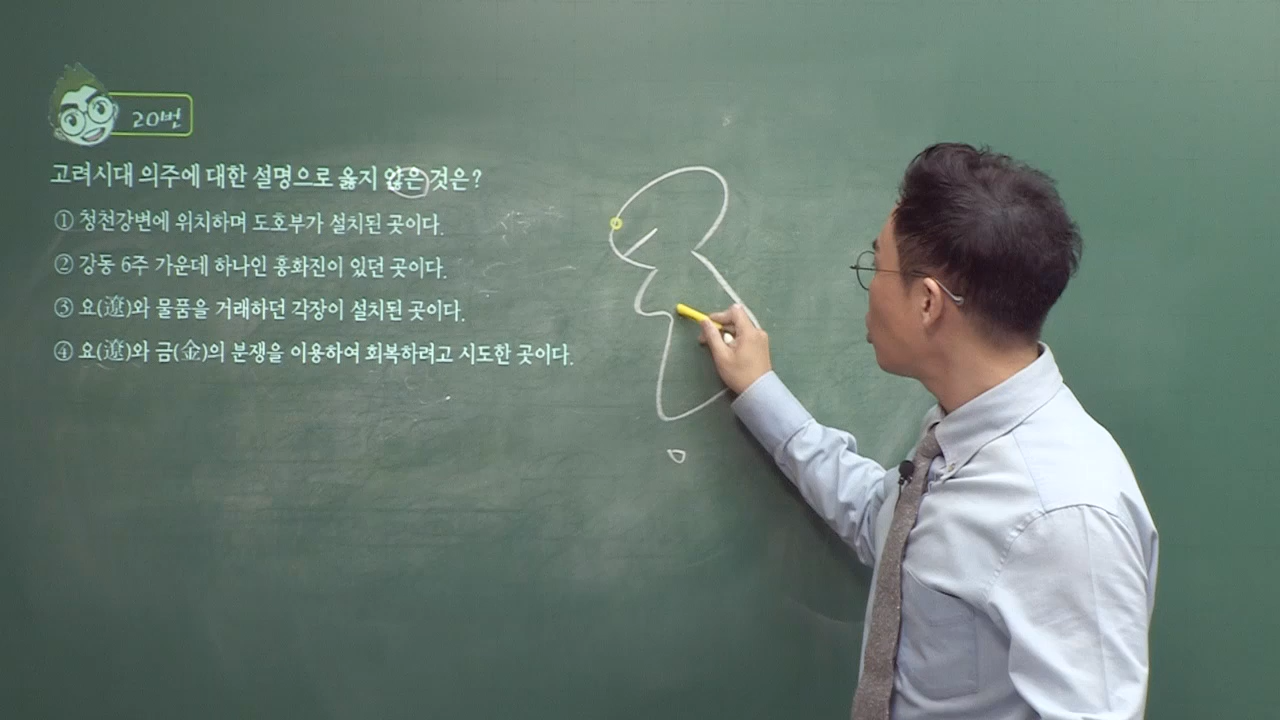 20번
고려시대 의주에 대한 설명으로 옳지 않은 것은?
① 청천강변에 위치하며 도호부가 설치된 곳이다.
② 강동 6주 가운데 하나인 흥화진이 있던 곳이다.
③ 요(遼)와 물품을 거래하던 각장이 설치된 곳이다.
④ 요(遼)와 금(金)의 분쟁을 이용하여 회복하려고 시도한 곳이다.